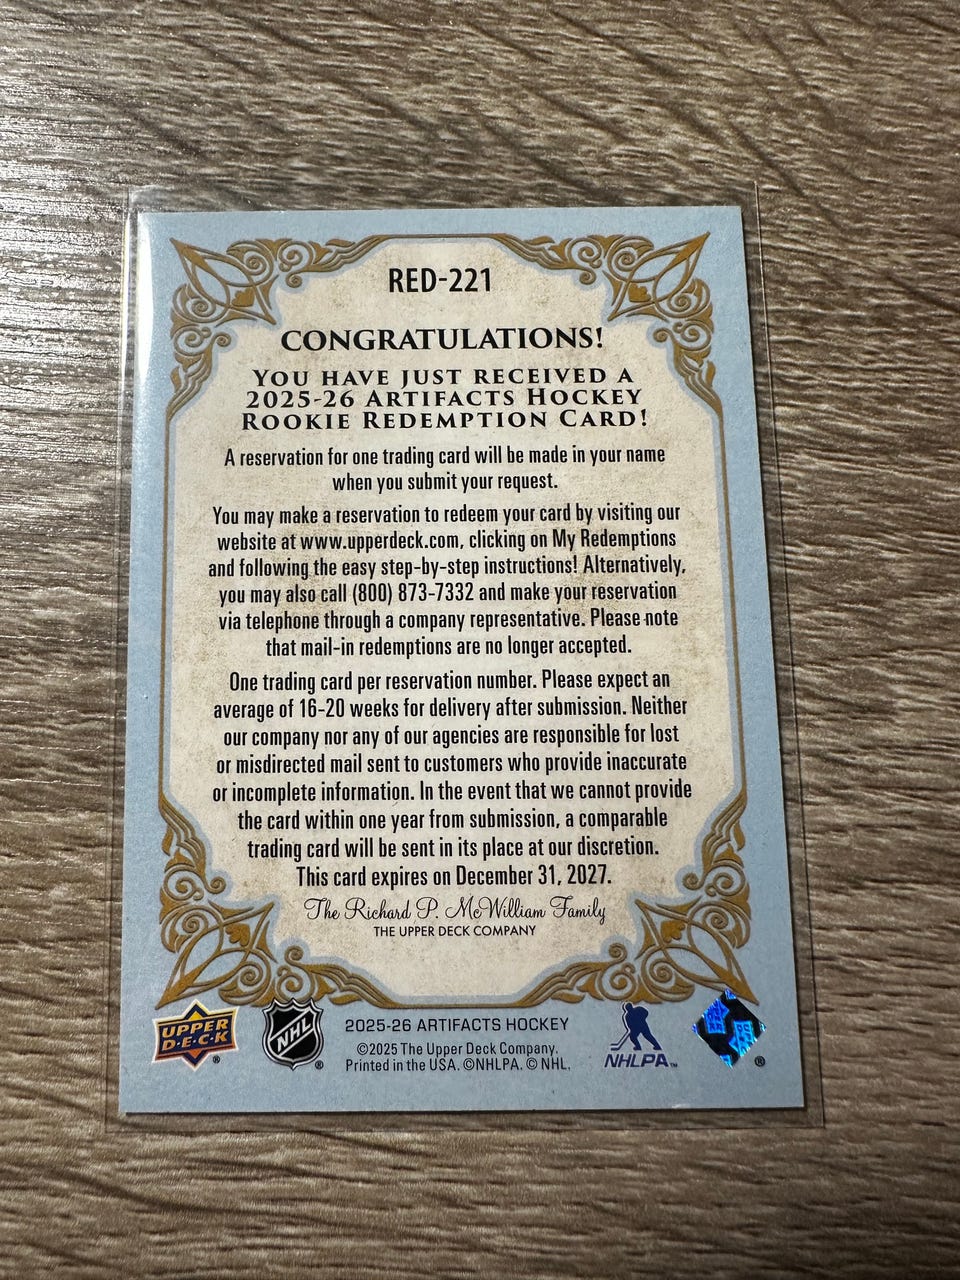 RED-221
CONGRATULATIONS!
YOU HAVE JUST RECEIVED A
2025-26 ARTIFACTS HOCKEY
ROOKIE REDEMPTION CARD!
A reservation for one trading card will be made in your name
when you submit your request.
You may make a reservation to redeem your card by visiting our
website at www.upperdeck.com, clicking on My Redemptions
and following the easy step-by-step instructions! Alternatively,
you may also call (800) 873-7332 and make your reservation
via telephone through a company representative. Please note
that mail-in redemptions are no longer accepted.
One trading card per reservation number. Please expect an
average of 16-20 weeks for delivery after submission. Neither
our company nor any of our agencies are responsible for lost
or misdirected mail sent to customers who provide inaccurate
or incomplete information. In the event that we cannot provide
the card within one year from submission, a comparable
trading card will be sent in its place at our discretion.
This card expires on December 31, 2027.
The Richard P. McWilliam Family
THE UPPER DECK COMPANY
UPPER
D·E·C·K
®
NHL
®
2025-26 ARTIFACTS HOCKEY
©2025 The Upper Deck Company.
Printed in the USA. ©NHLPA. © NHL.
NHLPA™
®